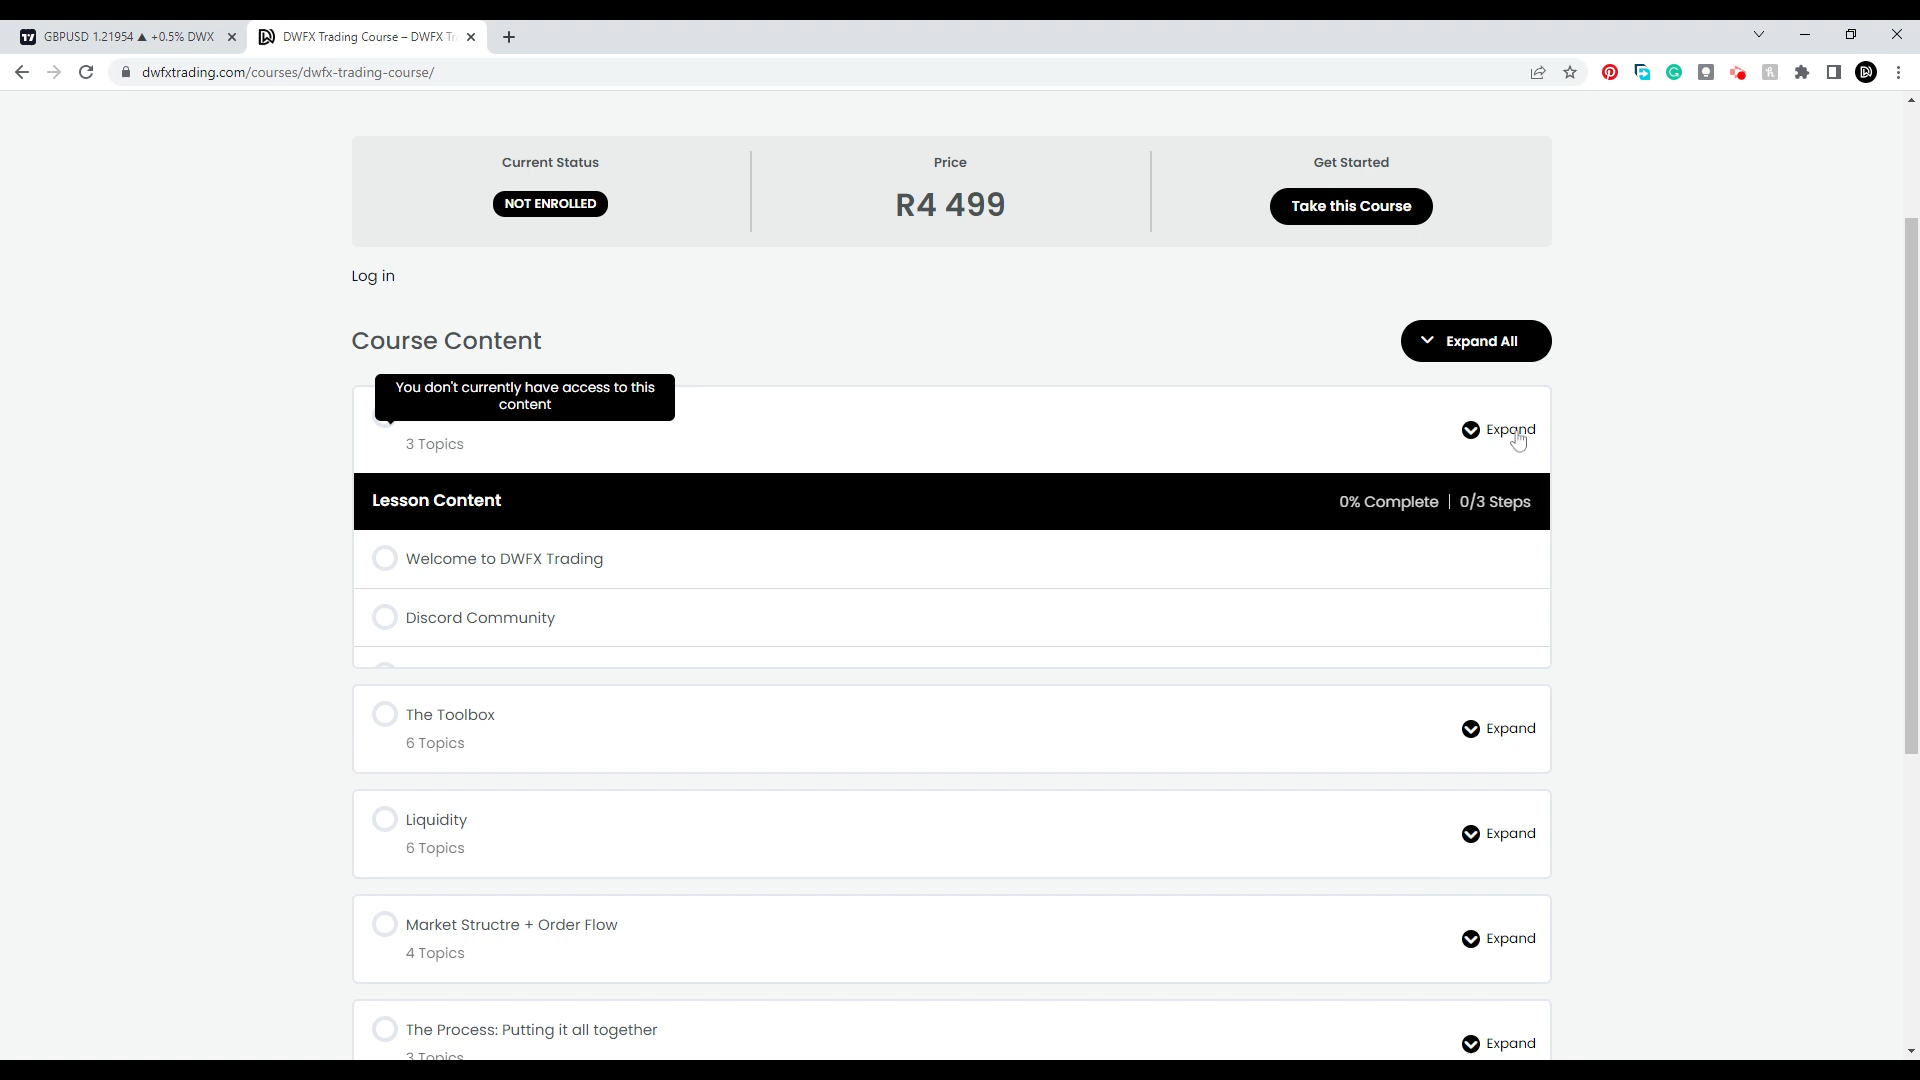 GBPUSD 1.21954 ▲ +0.5% DWX
DWFX Trading Course – DWFX Tr
dwfxtrading.com/courses/dwfx-trading-course/
Current Status
NOT ENROLLED
Price
R4 499
Get Started
Take this Course
Log in
Course Content
Expand All
You don't currently have access to this
content
3 Topics
Expand
Lesson Content
0% Complete | 0/3 Steps
Welcome to DWFX Trading
Discord Community
The Toolbox
6 Topics
Expand
Liquidity
6 Topics
Expand
Market Structre + Order Flow
4 Topics
Expand
The Process: Putting it all together
3 Topics
Expand